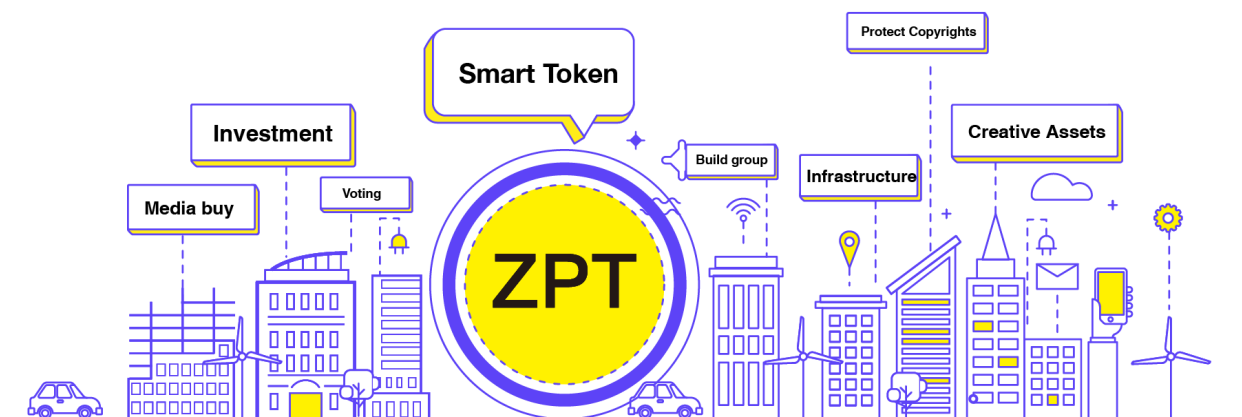 Protect Copyrights
Smart Token
Investment
Creative Assets
Build group
Infrastructure
Voting
Media buy
ZPT